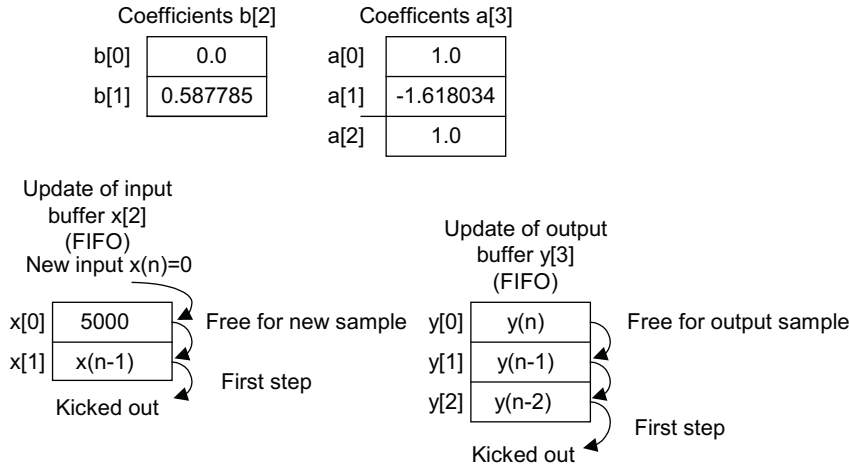 Coefficients b[2]
b[0] 0.0
b[1] 0.587785
Coefficents a[3]
a[0] 1.0
a[1] -1.618034
a[2] 1.0
Update of input
buffer x[2]
(FIFO)
New input x(n)=0
x[0] 5000 Free for new sample
x[1] x(n-1)
First step
Kicked out
Update of output
buffer y[3]
(FIFO)
y[0] y(n) Free for output sample
y[1] y(n-1)
y[2] y(n-2)
First step
Kicked out